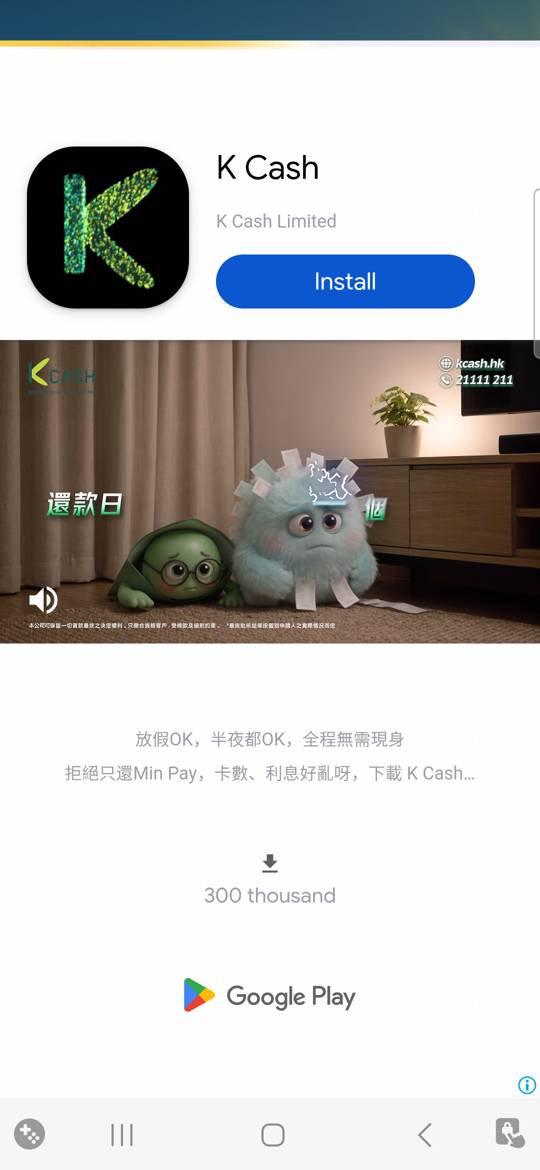 K Cash
K Cash Limited
Install
K CASH
kcash.hk
21111 211
還款日
個
放假OK，半夜都OK，全程無需現身
拒絕只還Min Pay，卡數、利息好亂呀，下載 K Cash…
300 thousand
Google Play